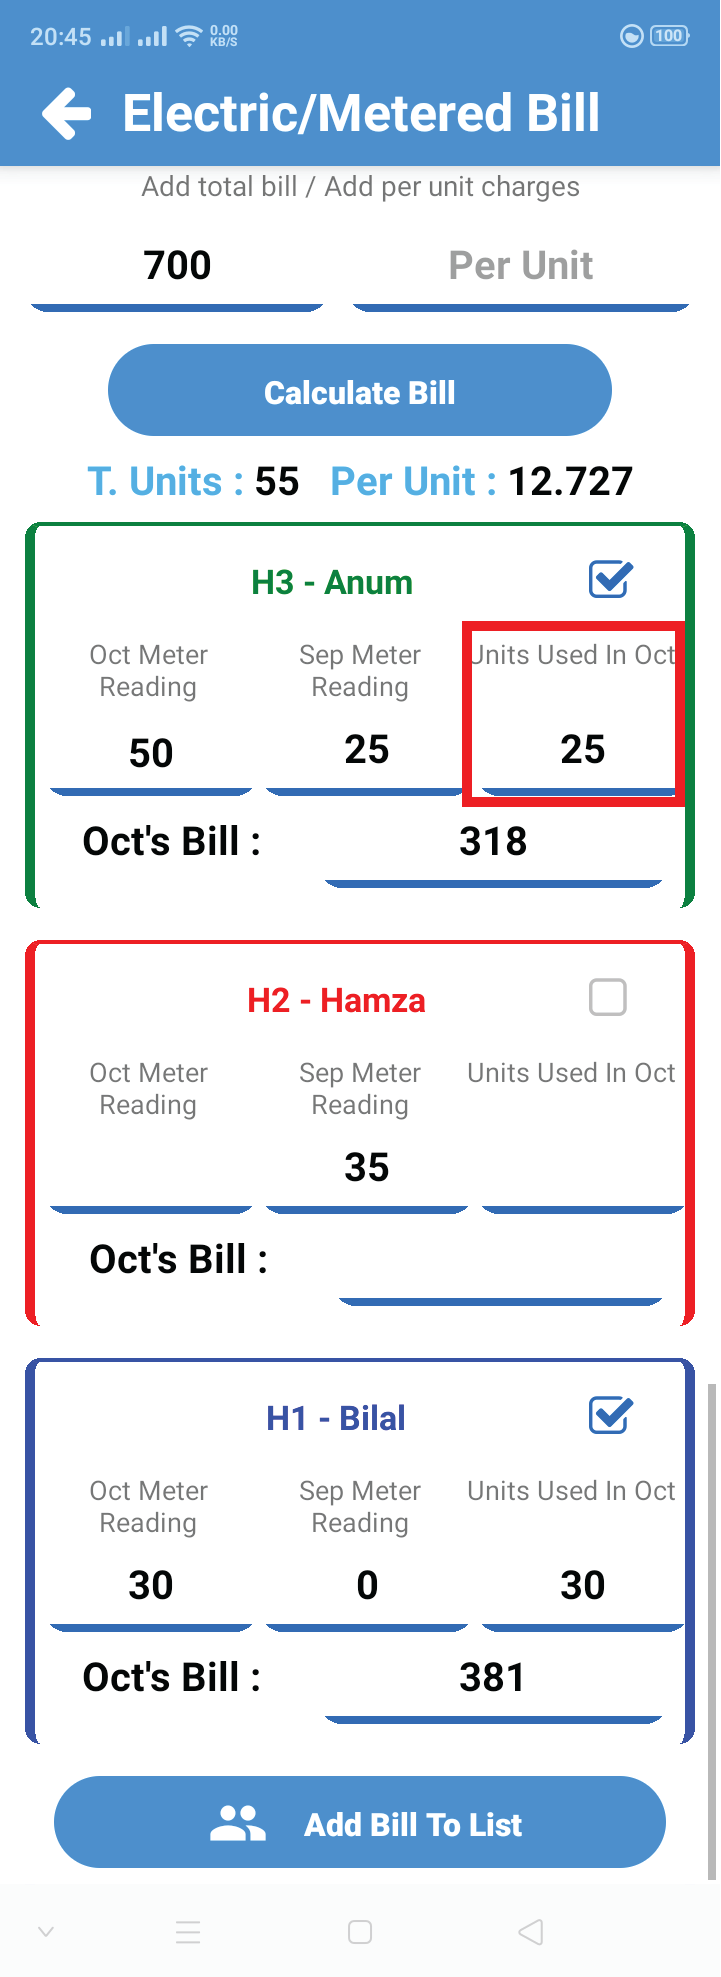 20:45 0.00 KB/S 100
Electric/Metered Bill
Add total bill / Add per unit charges
700 Per Unit
Calculate Bill
T. Units : 55 Per Unit : 12.727
H3 - Anum
Oct Meter Reading Sep Meter Reading Units Used In Oct
50 25 25
Oct's Bill : 318
H2 - Hamza
Oct Meter Reading Sep Meter Reading Units Used In Oct
35
Oct's Bill :
H1 - Bilal
Oct Meter Reading Sep Meter Reading Units Used In Oct
30 0 30
Oct's Bill : 381
Add Bill To List